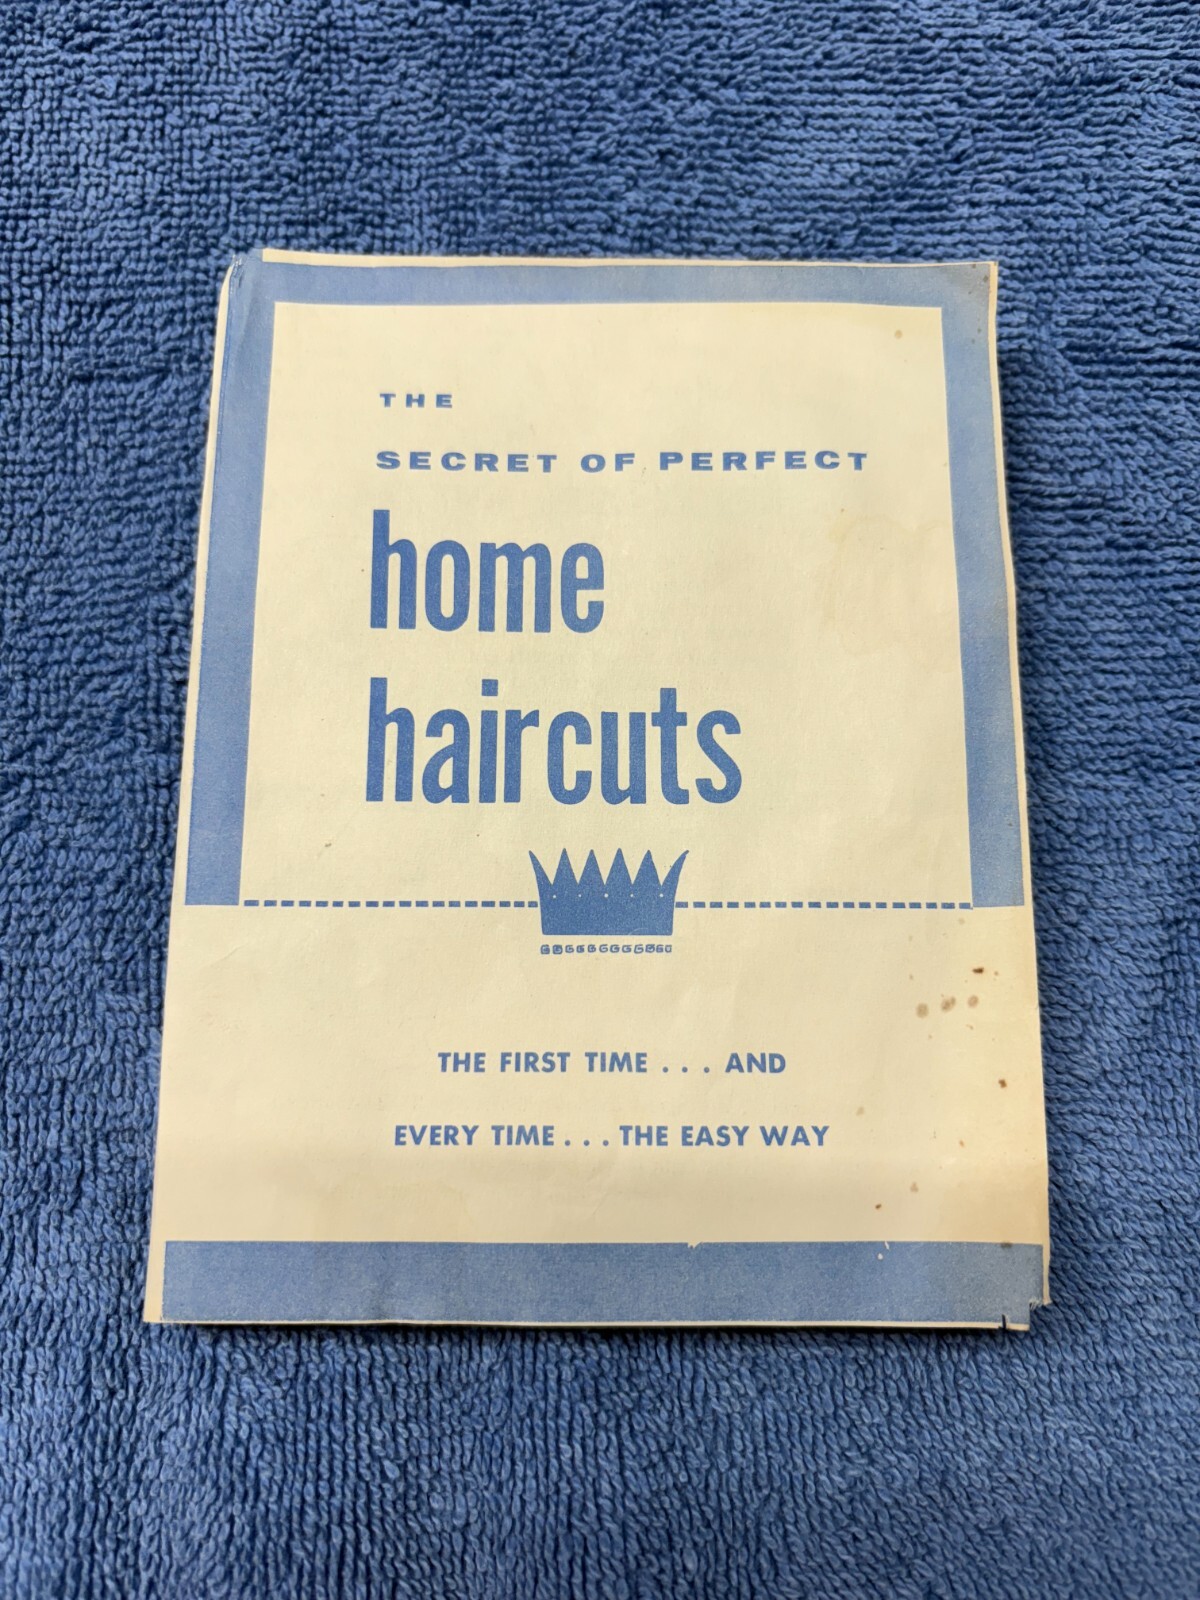 THE
SECRET OF PERFECT
home
haircuts
THE FIRST TIME . . . AND
EVERY TIME . . . THE EASY WAY